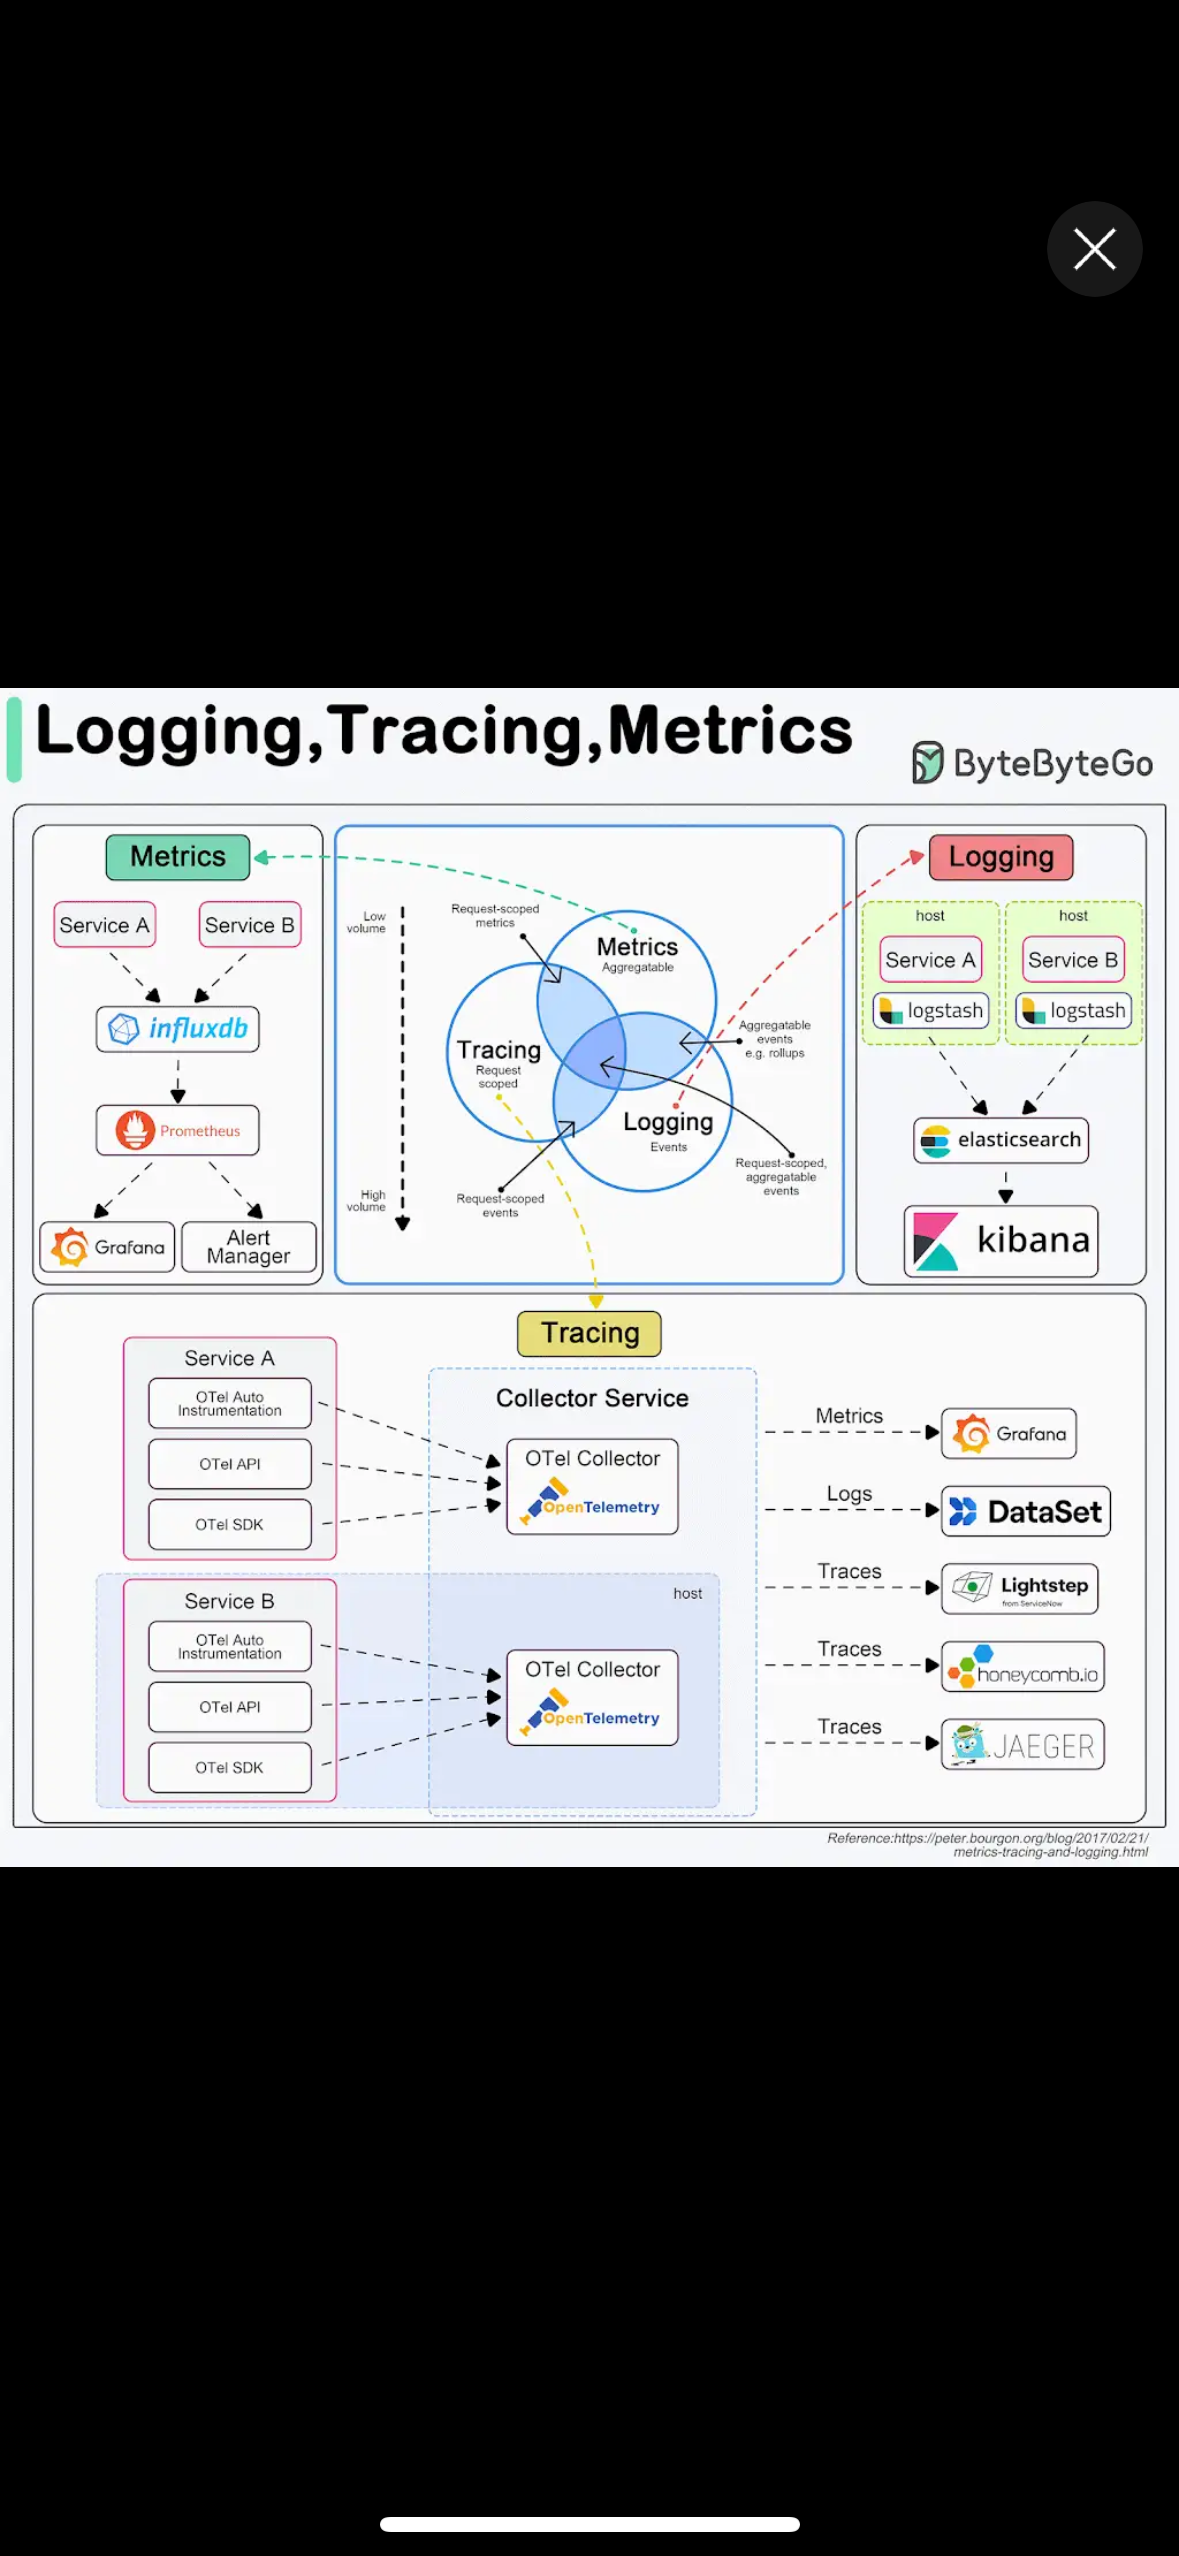 Logging,Tracing,Metrics
ByteByteGo
Metrics
Service A
Service B
influxdb
Prometheus
Grafana
Alert
Manager
Low
volume
High
volume
Request-scoped
metrics
Metrics
Aggregatable
Tracing
Request
scoped
Aggregatable
events
e.g. rollups
Logging
Events
Request-scoped
events
Request-scoped,
aggregatable
events
Logging
host
host
Service A
Service B
logstash
logstash
elasticsearch
kibana
Tracing
Service A
OTel Auto
Instrumentation
OTel API
OTel SDK
Service B
OTel Auto
Instrumentation
OTel API
OTel SDK
Collector Service
OTel Collector
OpenTelemetry
host
OTel Collector
OpenTelemetry
Metrics
Grafana
Logs
DataSet
Traces
Lightstep
from ServiceNow
Traces
honeycomb.io
Traces
JAEGER
Reference:https://peter.bourgon.org/blog/2017/02/21/
metrics-tracing-and-logging.html